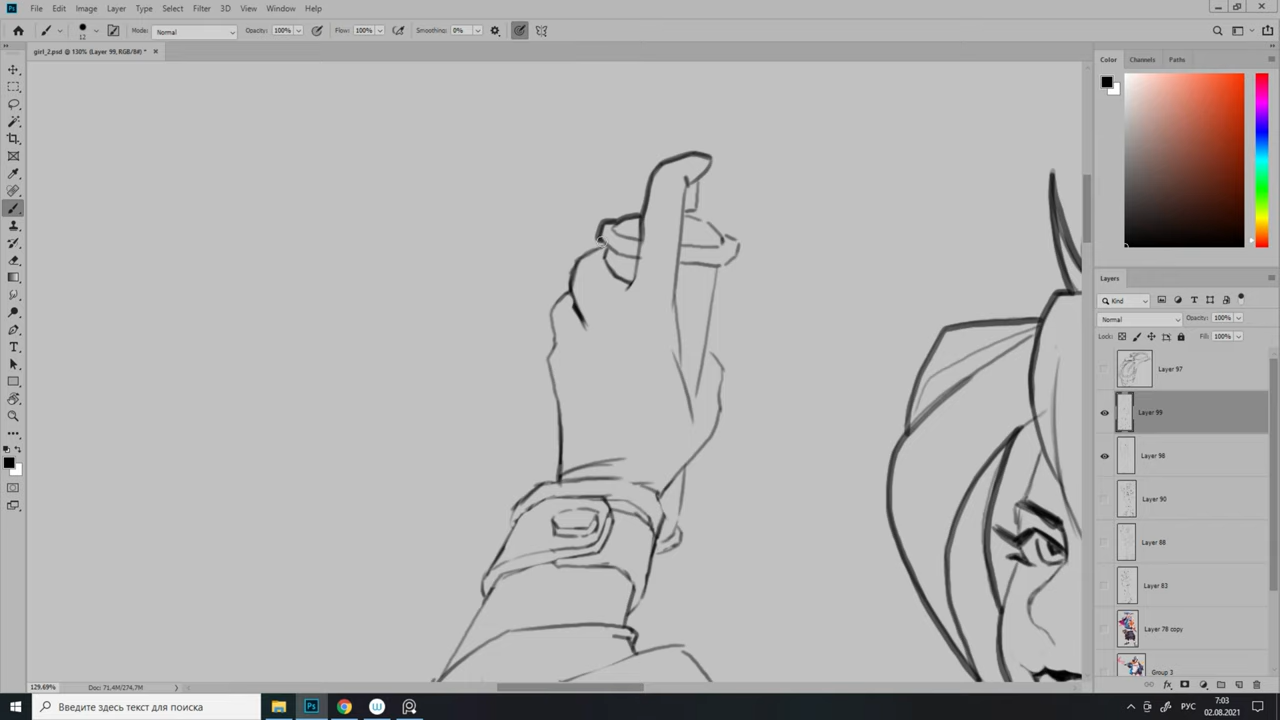 File Edit Image Layer Type Select Filter 3D View Window Help
12 Mode: Normal Opacity: 100% Flow: 100% Smoothing: 0%
girl_2.psd @ 130% (Layer 99, RGB/8#) *
Color Channels Paths
Layers
Kind
Normal Opacity: 100%
Lock: Fill: 100%
Layer 97
Layer 99
Layer 98
Layer 90
Layer 88
Layer 83
Layer 76 copy
Group 3
129.69% Doc: 71.4M/274.7M
Введите здесь текст для поиска
РУС 7:03
02.08.2021